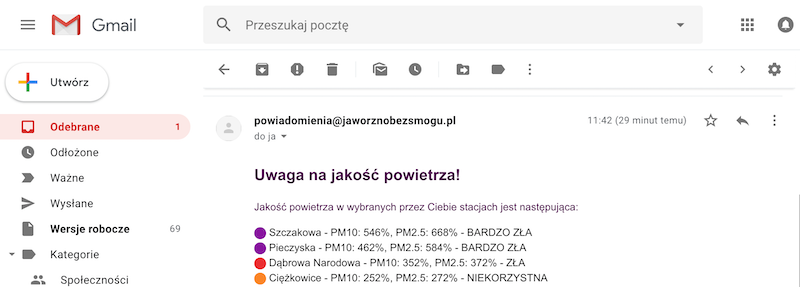 Gmail
Przeszukaj pocztę
Utwórz
Odebrane 1
Odłożone
Ważne
Wysłane
Wersje robocze 69
Kategorie
Społeczności
powiadomienia@jaworznobezsmogu.pl 11:42 (29 minut temu)
do ja
Uwaga na jakość powietrza!
Jakość powietrza w wybranych przez Ciebie stacjach jest następująca:
Szczakowa - PM10: 546%, PM2.5: 668% - BARDZO ZŁA
Pieczyska - PM10: 462%, PM2.5: 584% - BARDZO ZŁA
Dąbrowa Narodowa - PM10: 352%, PM2.5: 372% - ZŁA
Ciężkowice - PM10: 252%, PM2.5: 272% - NIEKORZYSTNA